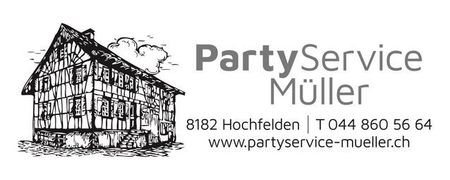 PartyService
Müller
8182 Hochfelden | T 044 860 56 64
www.partyservice-mueller.ch